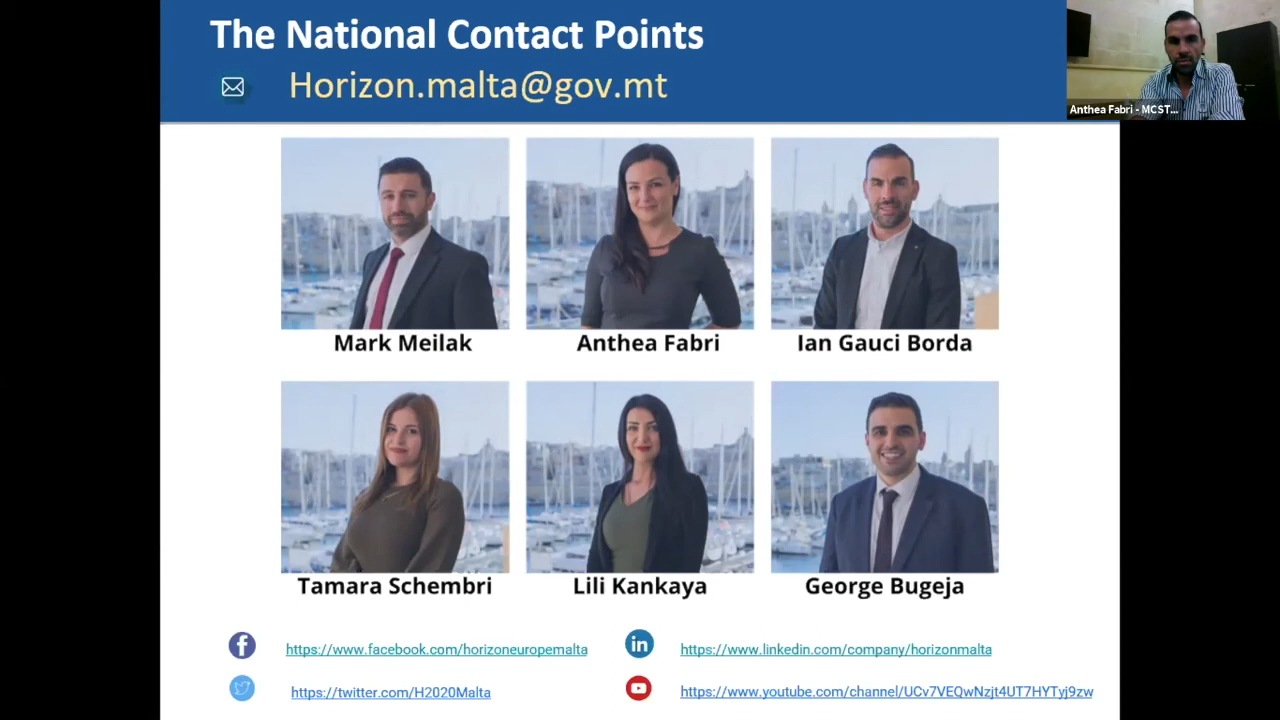 The National Contact Points
Horizon.malta@gov.mt
Anthea Fabri - MCST...
Mark Meilak
Anthea Fabri
Ian Gauci Borda
Tamara Schembri
Lili Kankaya
George Bugeja
https://www.facebook.com/horizoneuropemalta
https://www.linkedin.com/company/horizonmalta
https://twitter.com/H2020Malta
https://www.youtube.com/channel/UCv7VEQwNzjt4UT7HYTyj9zw